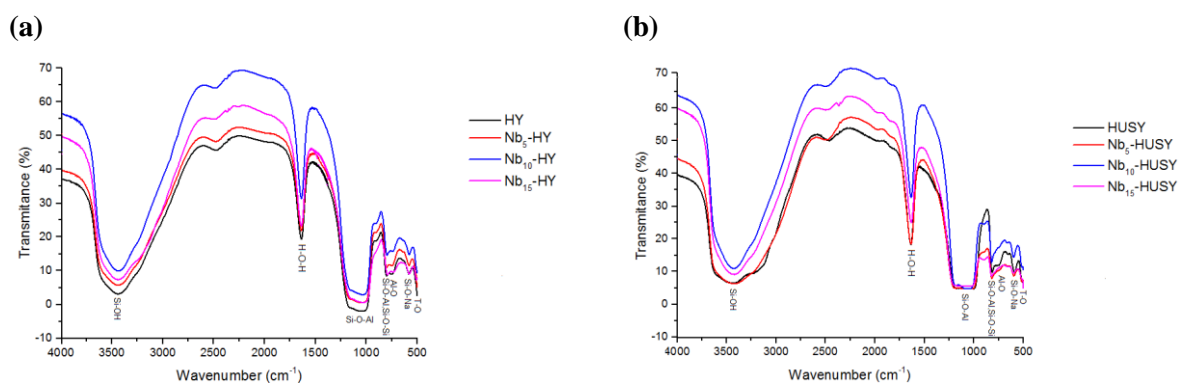 (a)
70
60
50
40
30
20
10
0
-10
Transmitance (%)
4000 3500 3000 2500 2000 1500 1000 500
Wavenumber (cm⁻¹)
Si-OH
H-O-H
Si-O-Al
Si-O-Al,Si-O-Si
Al-O
Si-O-Na
T-O
HY
Nb₅-HY
Nb₁₀-HY
Nb₁₅-HY
(b)
70
60
50
40
30
20
10
0
-10
Transmitance (%)
4000 3500 3000 2500 2000 1500 1000 500
Wavenumber (cm⁻¹)
Si-OH
H-O-H
Si-O-Al
Si-O-Al,Si-O-Si
Al-O
Si-O-Na
T-O
HUSY
Nb₅-HUSY
Nb₁₀-HUSY
Nb₁₅-HUSY